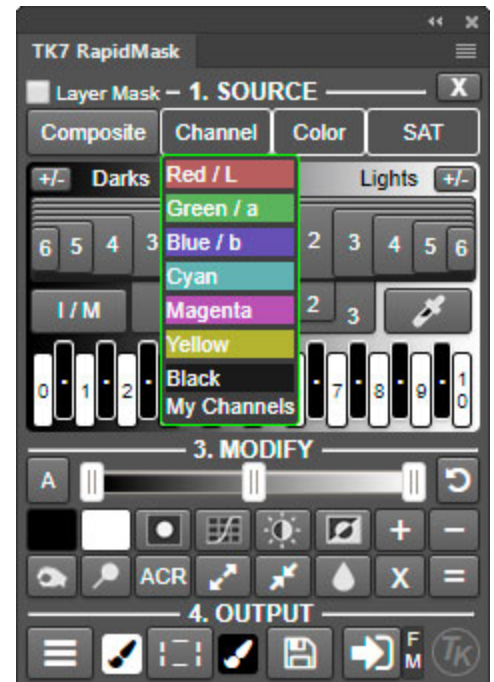 TK7 RapidMask
Layer Mask 1. SOURCE X
Composite Channel Color SAT
+/- Darks Lights +/-
Red / L
Green / a
Blue / b
Cyan
Magenta
Yellow
Black
My Channels
6 5 4 3 2 3 4 5 6
I / M 2 3
0 1 2 7 8 9 10
3. MODIFY
A
+ −
ACR X =
4. OUTPUT
F M TK